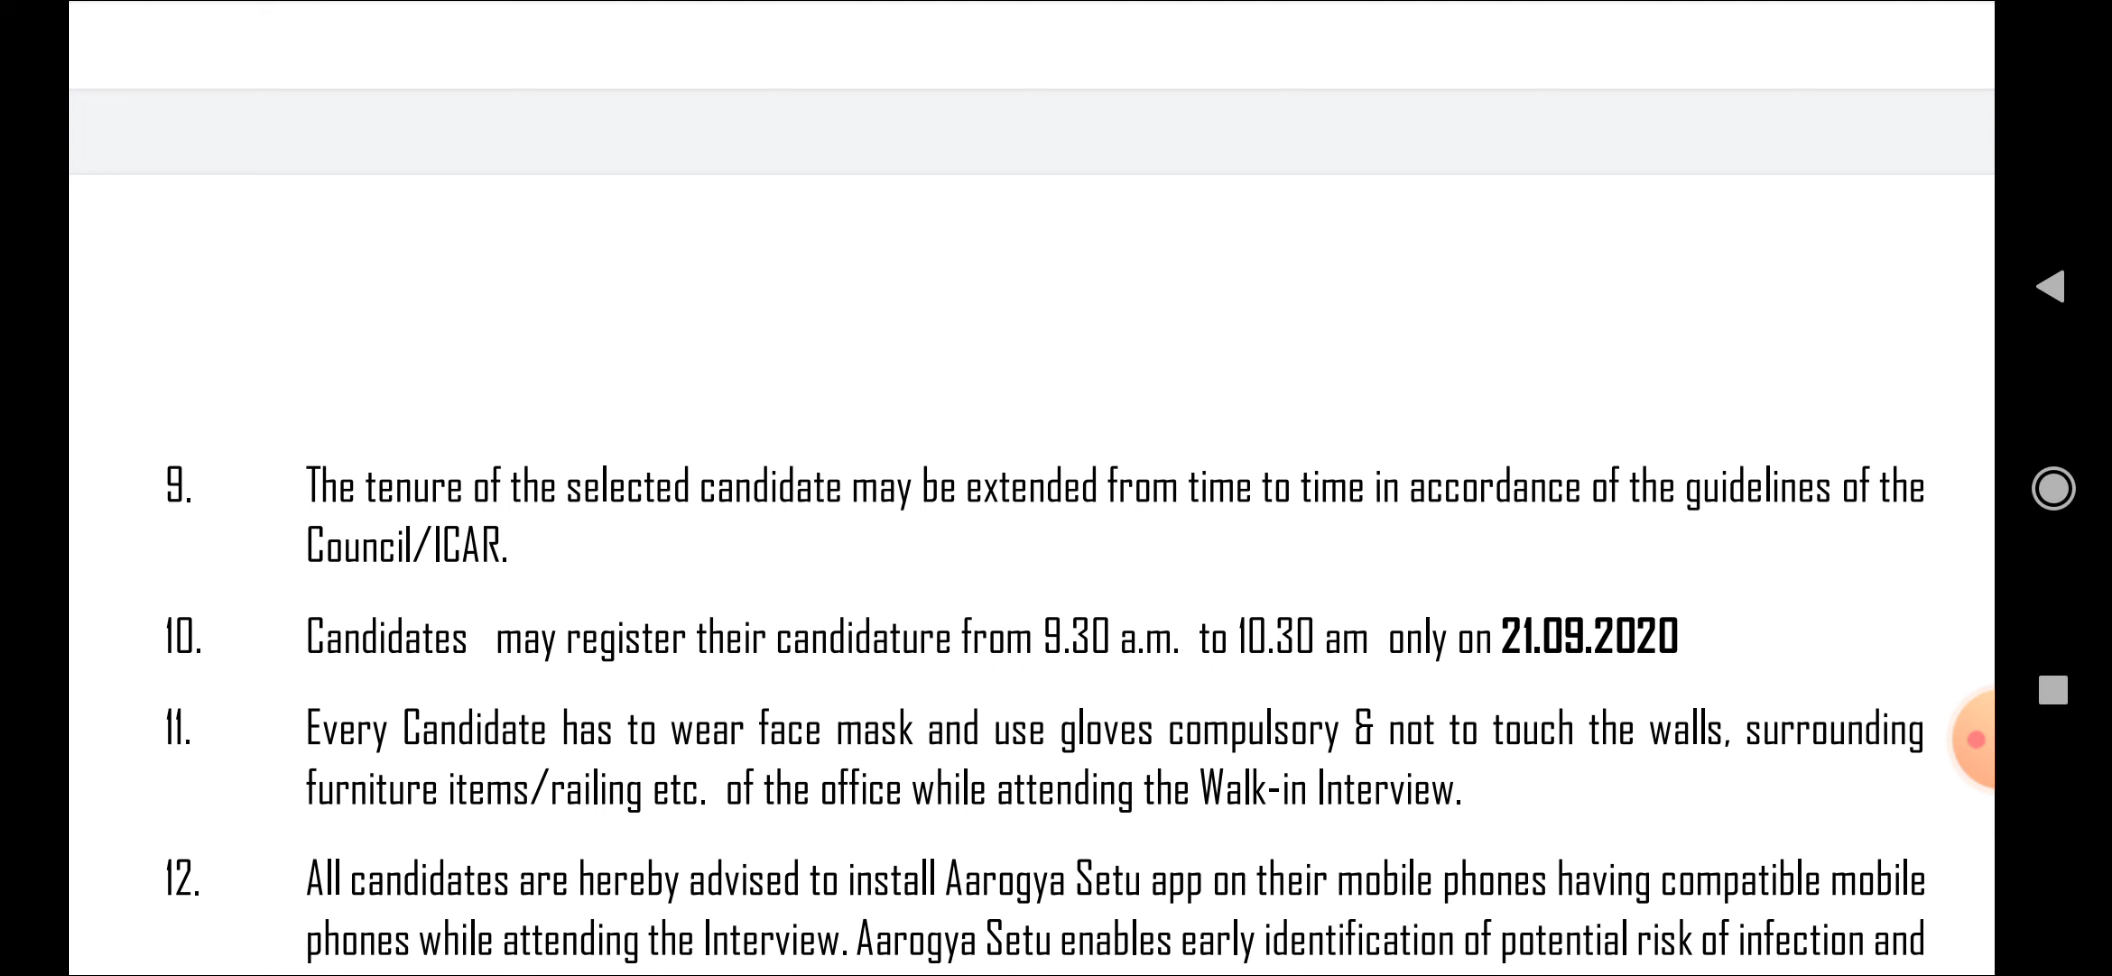 9. The tenure of the selected candidate may be extended from time to time in accordance of the guidelines of the
Council/ICAR.
10. Candidates may register their candidature from 9.30 a.m. to 10.30 am only on 21.09.2020
11. Every Candidate has to wear face mask and use gloves compulsory & not to touch the walls, surrounding
furniture items/railing etc. of the office while attending the Walk-in Interview.
12. All candidates are hereby advised to install Aarogya Setu app on their mobile phones having compatible mobile
phones while attending the Interview. Aarogya Setu enables early identification of potential risk of infection and